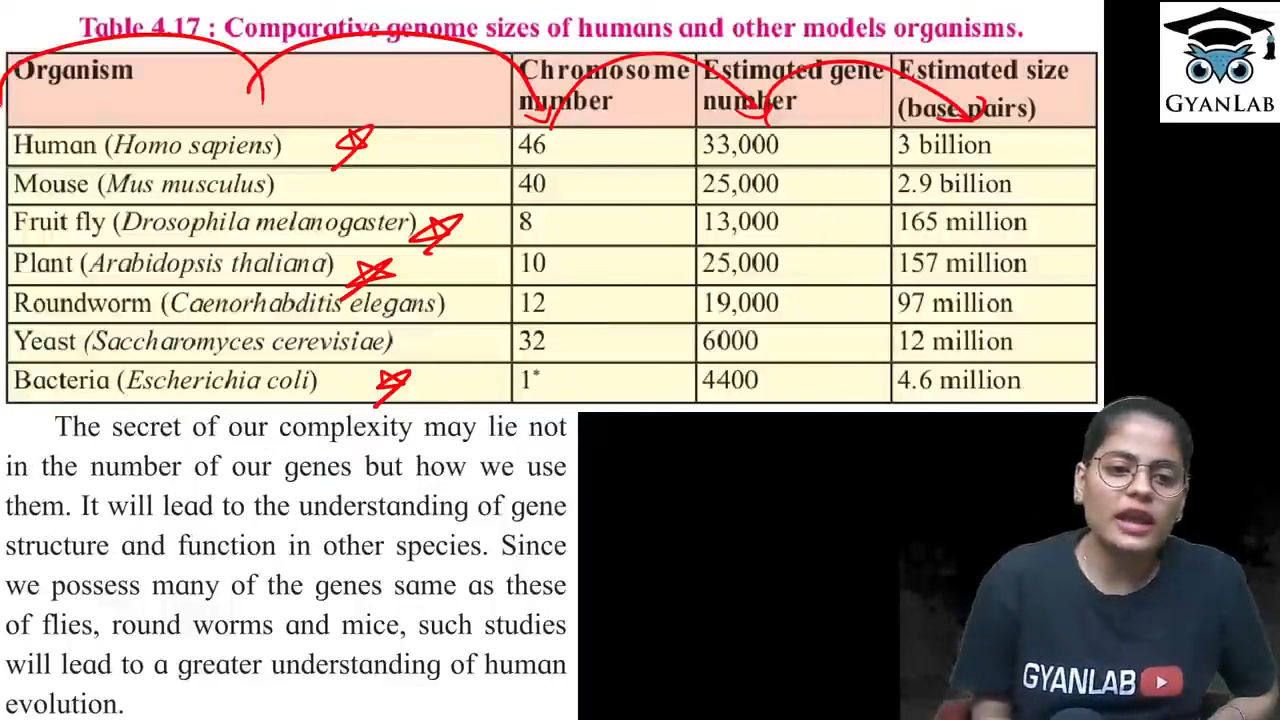 Table 4.17 : Comparative genome sizes of humans and other models organisms.
Organism Chromosome number Estimated gene number Estimated size (base pairs)
Human (Homo sapiens) 46 33,000 3 billion
Mouse (Mus musculus) 40 25,000 2.9 billion
Fruit fly (Drosophila melanogaster) 8 13,000 165 million
Plant (Arabidopsis thaliana) 10 25,000 157 million
Roundworm (Caenorhabditis elegans) 12 19,000 97 million
Yeast (Saccharomyces cerevisiae) 32 6000 12 million
Bacteria (Escherichia coli) 1* 4400 4.6 million
The secret of our complexity may lie not
in the number of our genes but how we use
them. It will lead to the understanding of gene
structure and function in other species. Since
we possess many of the genes same as these
of flies, round worms and mice, such studies
will lead to a greater understanding of human
evolution.
GYANLAB
GYANLAB